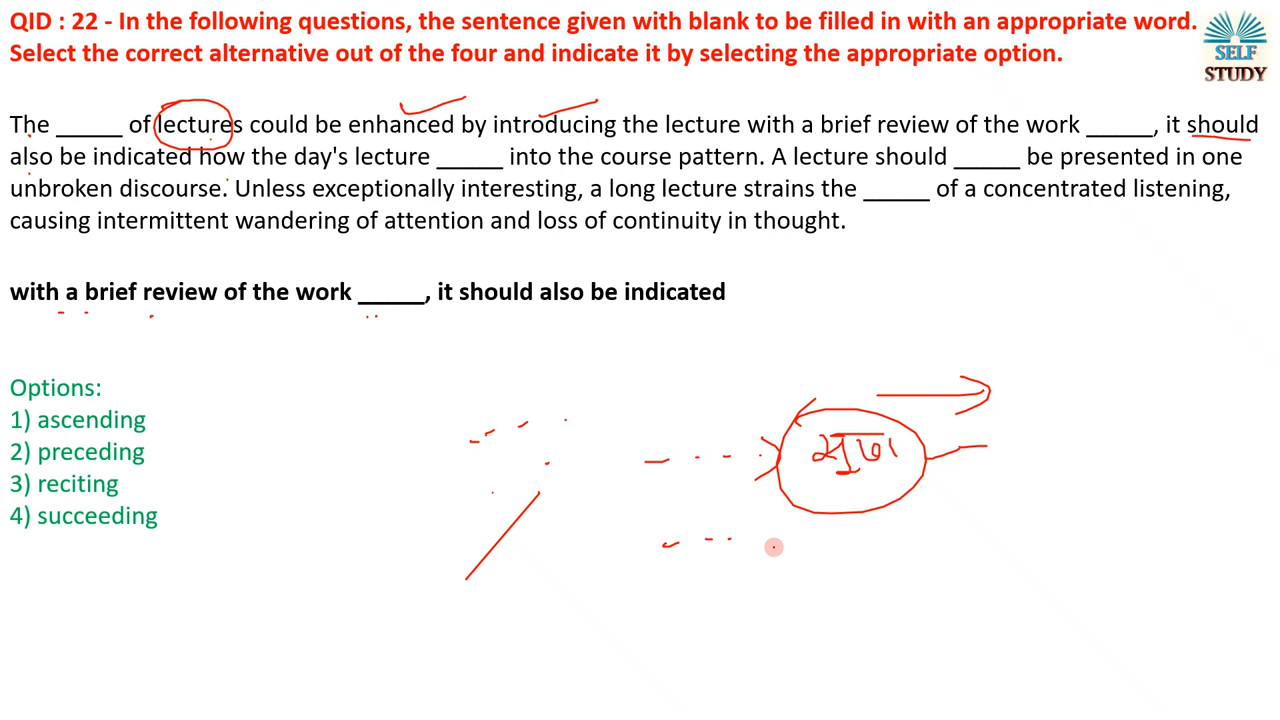 QID : 22 - In the following questions, the sentence given with blank to be filled in with an appropriate word.
Select the correct alternative out of the four and indicate it by selecting the appropriate option.
SELF
STUDY
The _____ of lectures could be enhanced by introducing the lecture with a brief review of the work _____, it should
also be indicated how the day's lecture _____ into the course pattern. A lecture should _____ be presented in one
unbroken discourse. Unless exceptionally interesting, a long lecture strains the _____ of a concentrated listening,
causing intermittent wandering of attention and loss of continuity in thought.
with a brief review of the work _____, it should also be indicated
Options:
1) ascending
2) preceding
3) reciting
4) succeeding